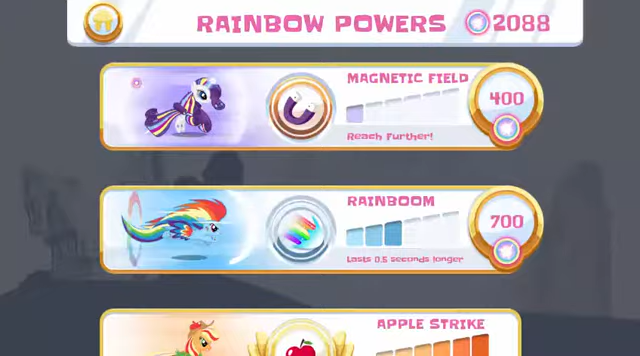 RAINBOW POWERS 2088
MAGNETIC FIELD
400
Reach Further!
RAINBOOM
700
Lasts 0.5 seconds longer
APPLE STRIKE